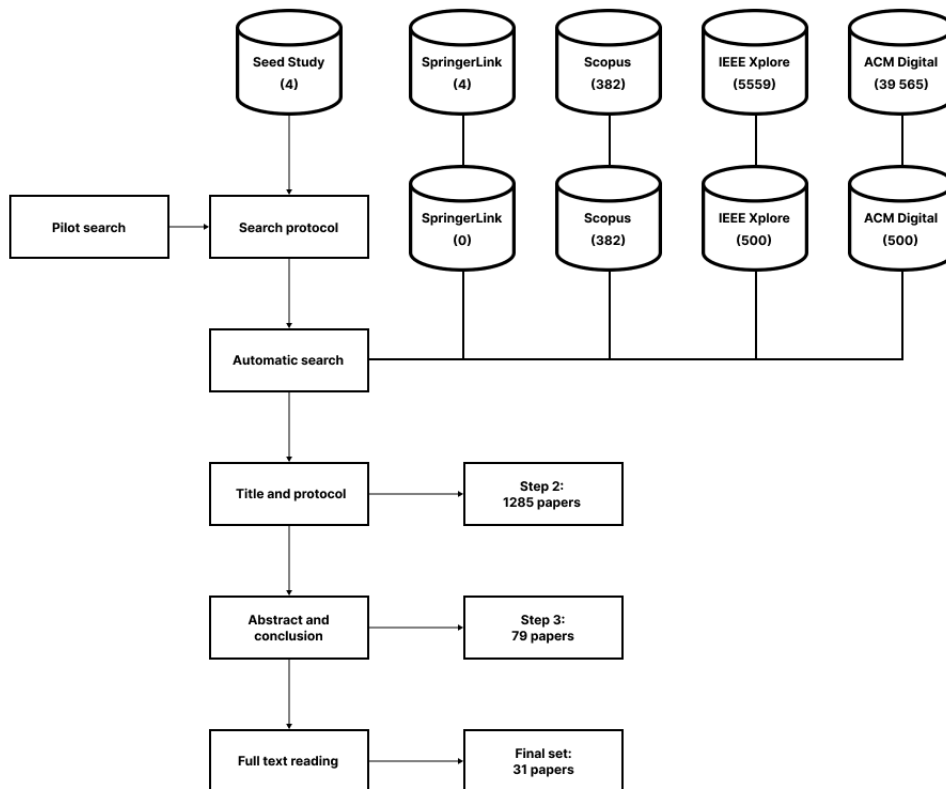 Seed Study
(4)
SpringerLink
(4)
Scopus
(382)
IEEE Xplore
(5559)
ACM Digital
(39 565)
Pilot search
Search protocol
SpringerLink
(0)
Scopus
(382)
IEEE Xplore
(500)
ACM Digital
(500)
Automatic search
Title and protocol
Step 2:
1285 papers
Abstract and
conclusion
Step 3:
79 papers
Full text reading
Final set:
31 papers